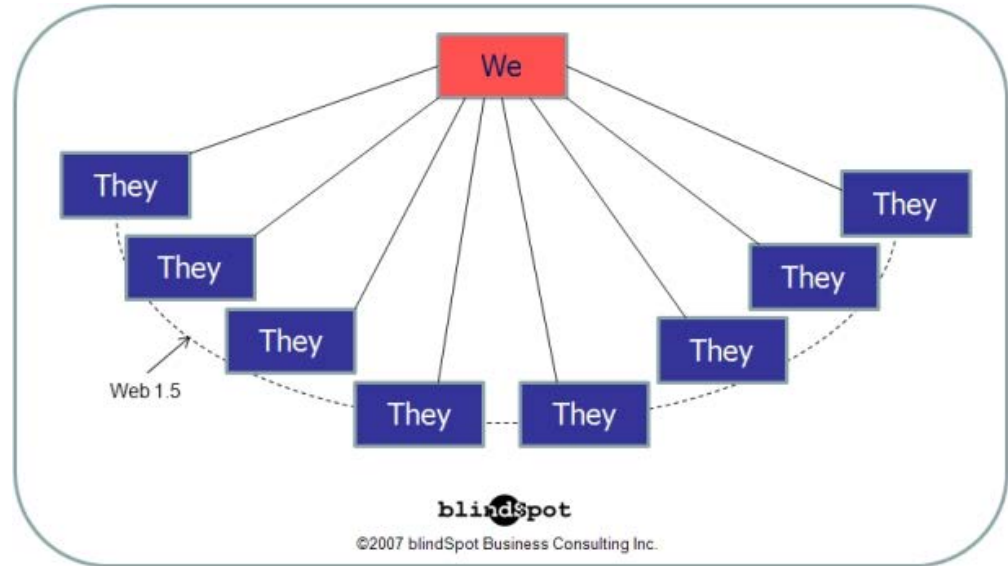 We
They
They
They
They
They
They
They
They
Web 1.5
blindspot
©2007 blindSpot Business Consulting Inc.